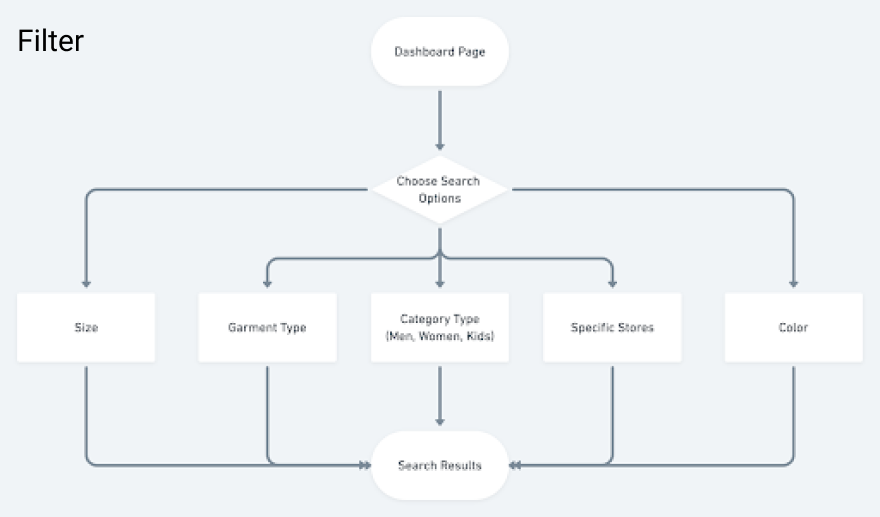 Filter
Dashboard Page
Choose Search
Options
Size
Garment Type
Category Type
(Men, Women, Kids)
Specific Stores
Color
Search Results